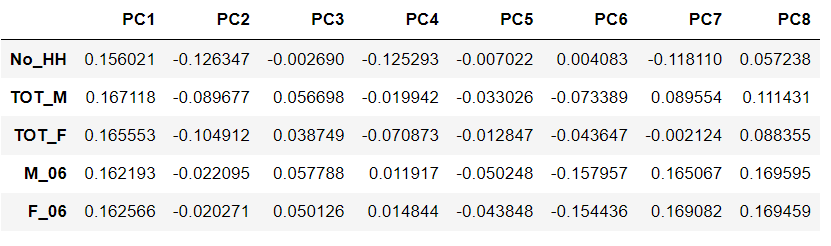 PC1 PC2 PC3 PC4 PC5 PC6 PC7 PC8
No_HH 0.156021 -0.126347 -0.002690 -0.125293 -0.007022 0.004083 -0.118110 0.057238
TOT_M 0.167118 -0.089677 0.056698 -0.019942 -0.033026 -0.073389 0.089554 0.111431
TOT_F 0.165553 -0.104912 0.038749 -0.070873 -0.012847 -0.043647 -0.002124 0.088355
M_06 0.162193 -0.022095 0.057788 0.011917 -0.050248 -0.157957 0.165067 0.169595
F_06 0.162566 -0.020271 0.050126 0.014844 -0.043848 -0.154436 0.169082 0.169459